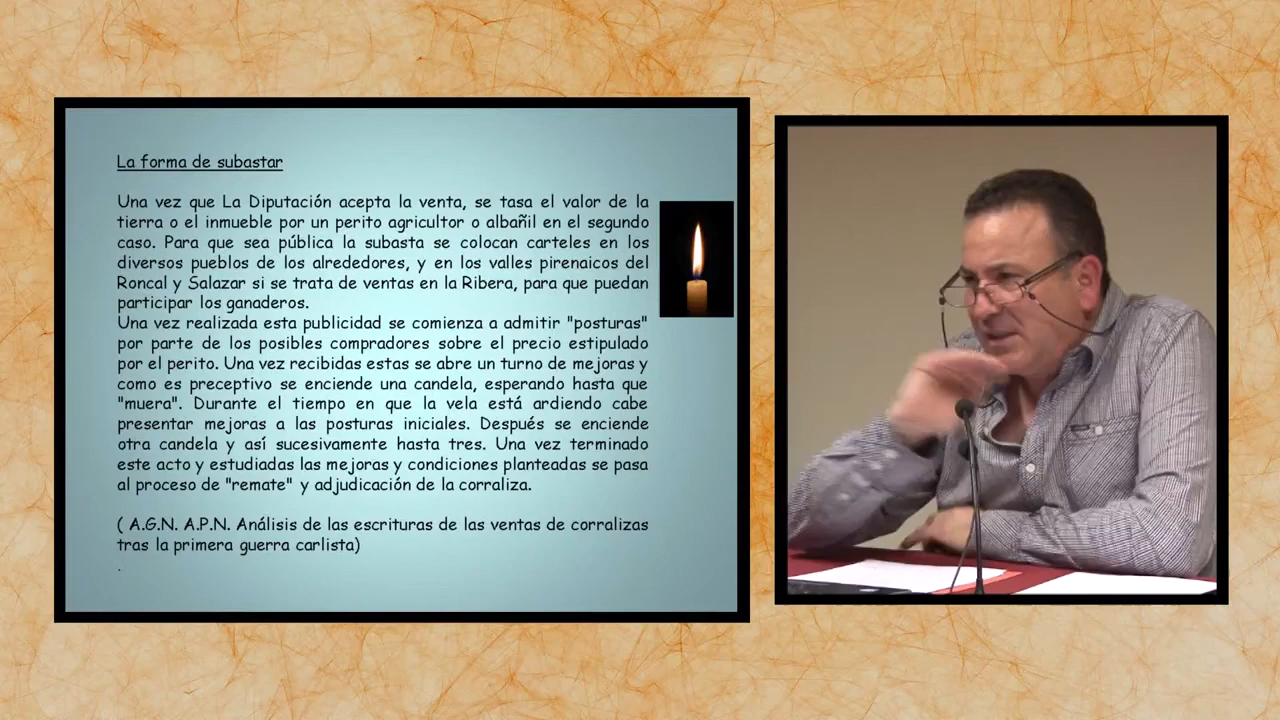 La forma de subastar
Una vez que La Diputación acepta la venta, se tasa el valor de la
tierra o el inmueble por un perito agricultor o albañil en el segundo
caso. Para que sea pública la subasta se colocan carteles en los
diversos pueblos de los alrededores, y en los valles pirenaicos del
Roncal y Salazar si se trata de ventas en la Ribera, para que puedan
participar los ganaderos.
Una vez realizada esta publicidad se comienza a admitir "posturas"
por parte de los posibles compradores sobre el precio estipulado
por el perito. Una vez recibidas estas se abre un turno de mejoras y
como es preceptivo se enciende una candela, esperando hasta que
"muera". Durante el tiempo en que la vela está ardiendo cabe
presentar mejoras a las posturas iniciales. Después se enciende
otra candela y así sucesivamente hasta tres. Una vez terminado
este acto y estudiadas las mejoras y condiciones planteadas se pasa
al proceso de "remate" y adjudicación de la corraliza.
( A.G.N. A.P.N. Análisis de las escrituras de las ventas de corralizas
tras la primera guerra carlista)
.